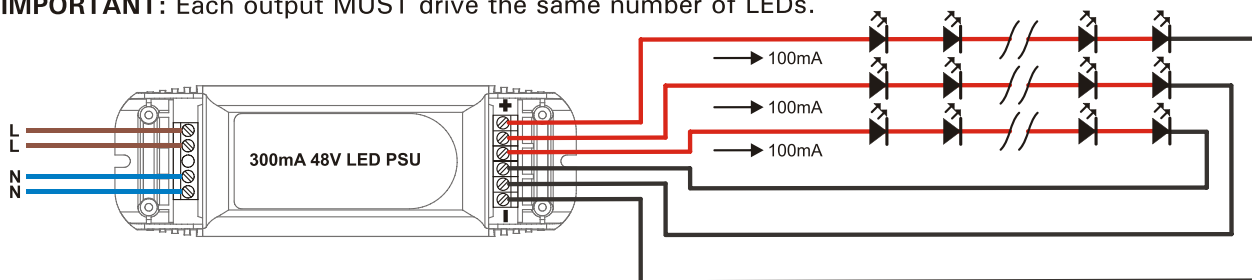 IMPORTANT: Each output MUST drive the same number of LEDs.
100mA
+
100mA
L
L
300mA 48V LED PSU
100mA
N
N
-